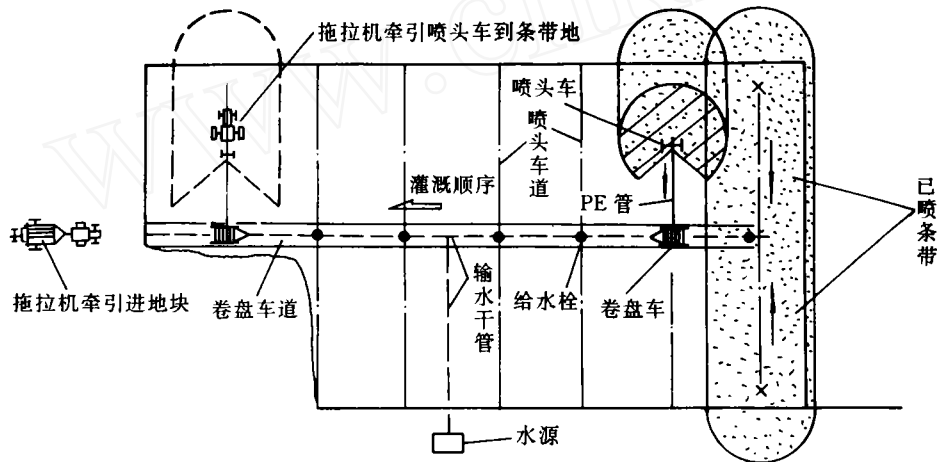 拖拉机牵引喷头车到条带地
喷头车
喷头车道
灌溉顺序
PE 管
已喷条带
拖拉机牵引进地块
卷盘车道
输水干管
给水栓
卷盘车
水源